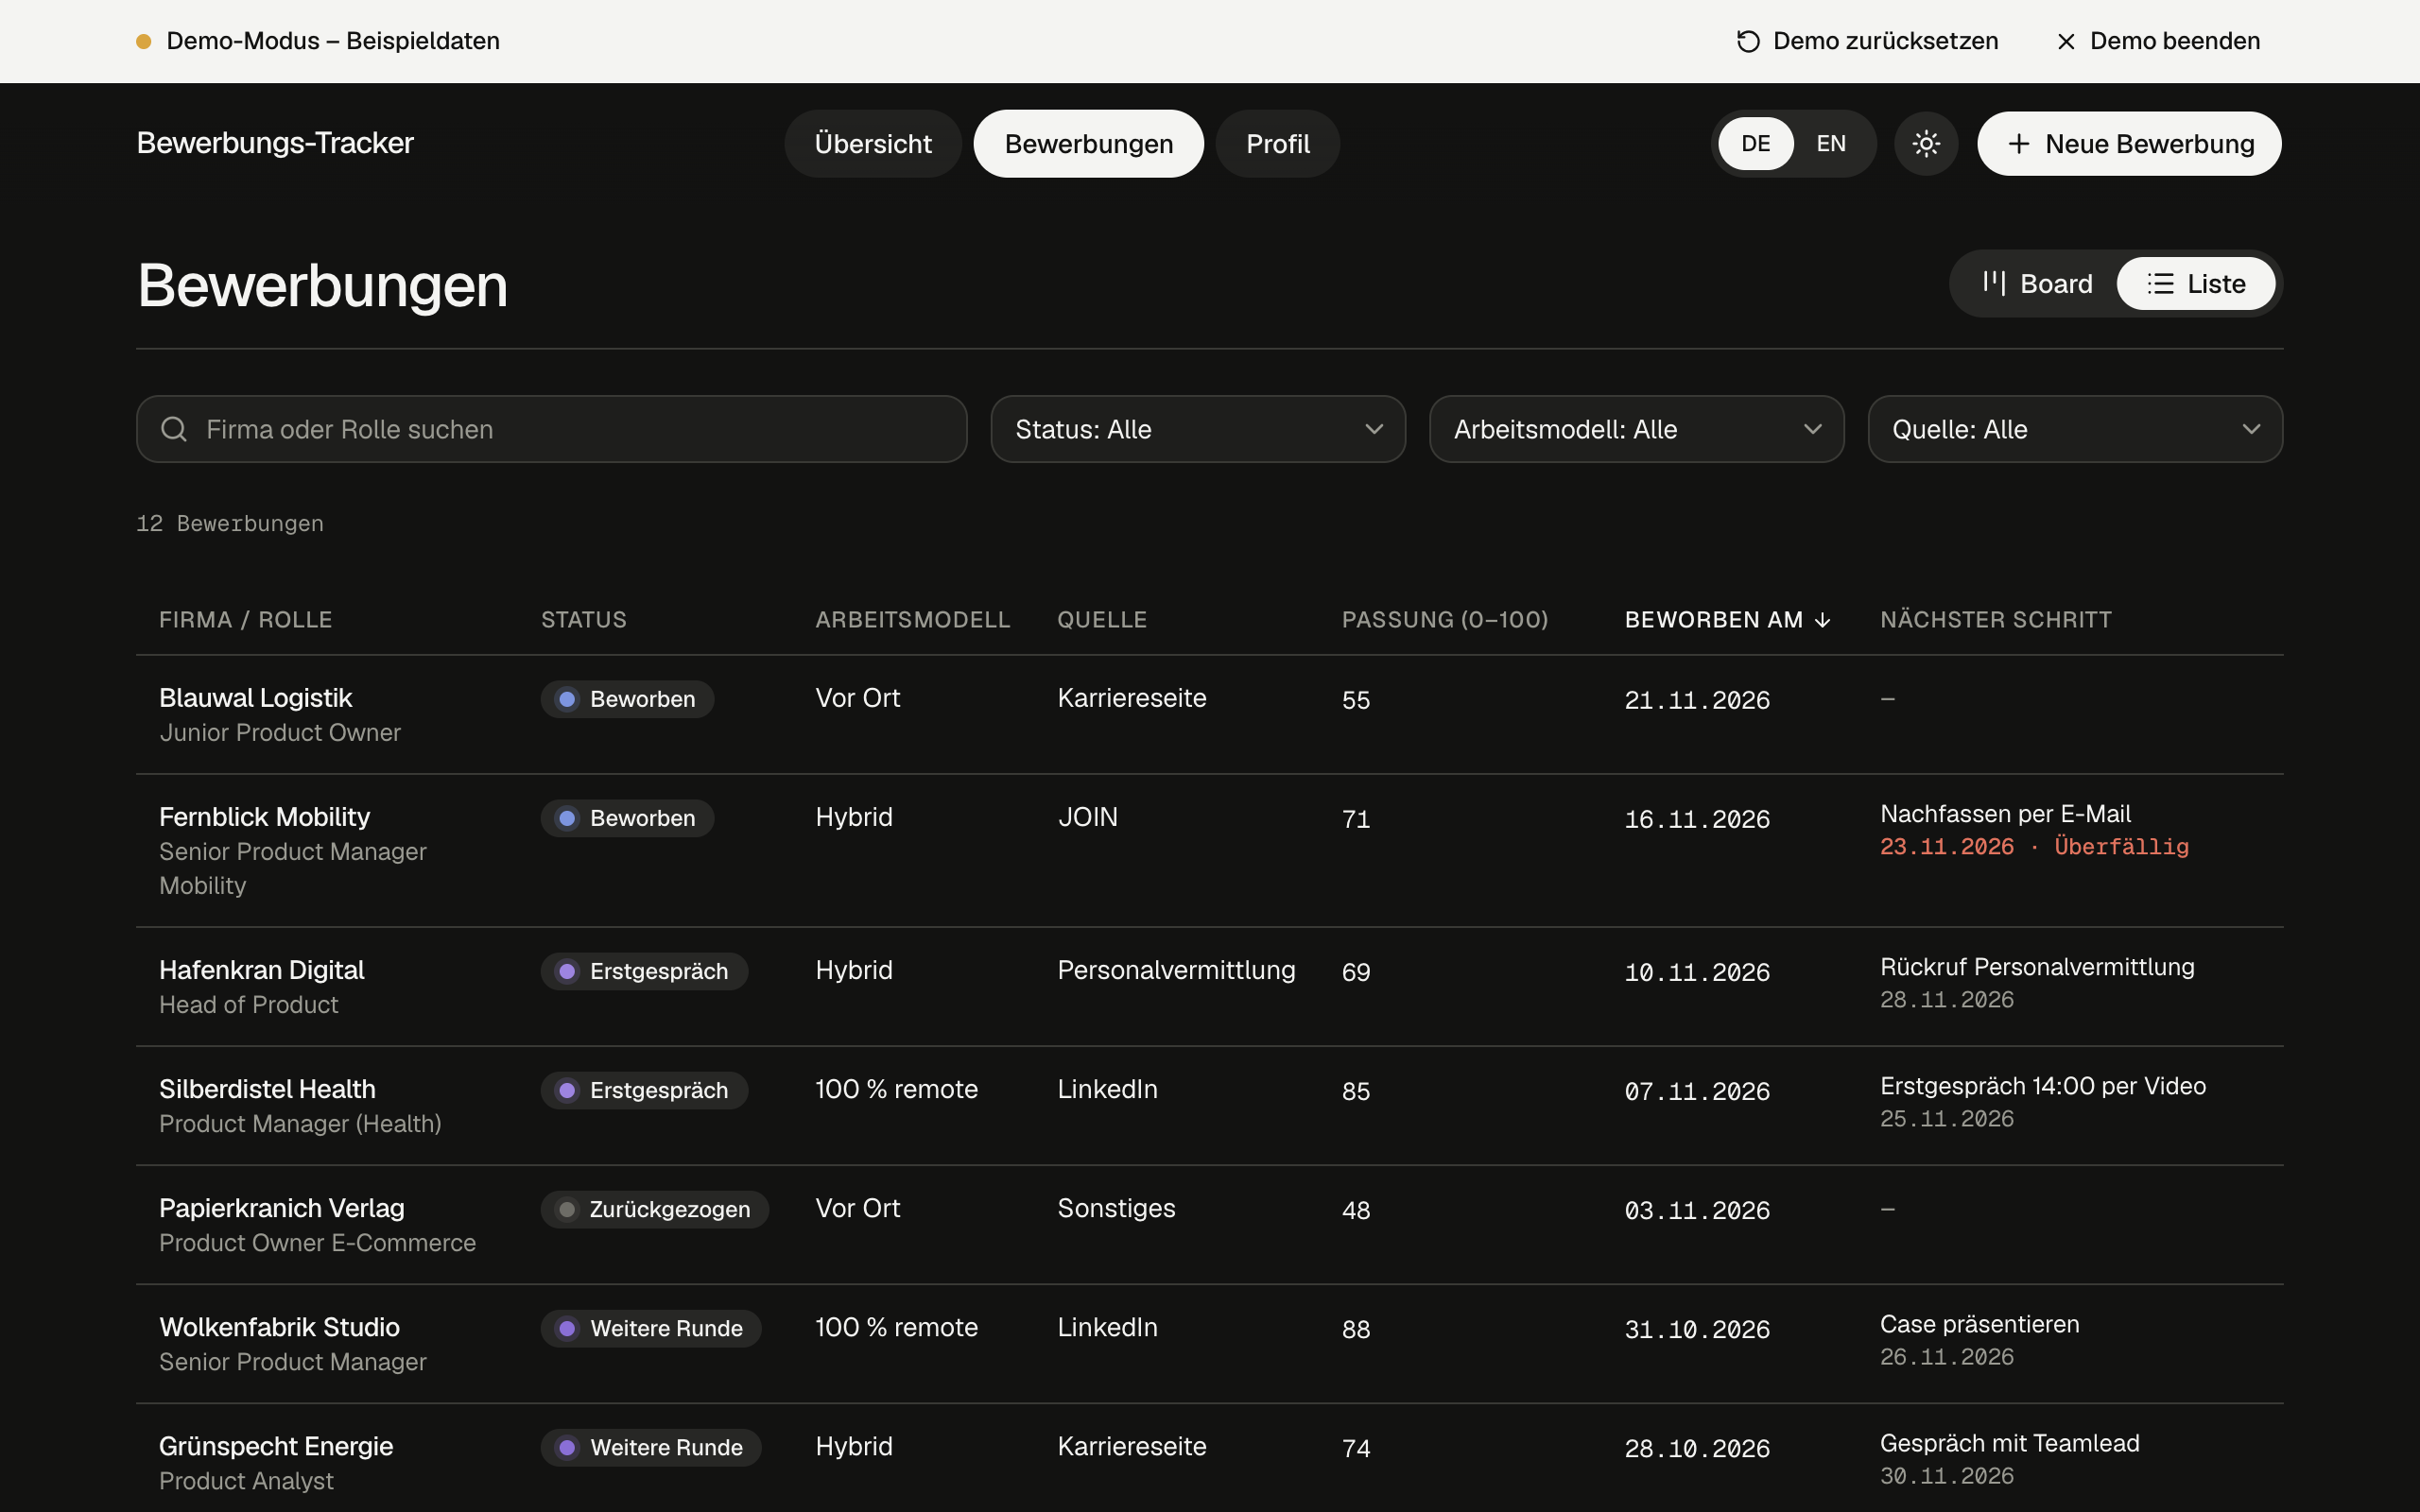 Demo-Modus – Beispieldaten
Demo zurücksetzen
Demo beenden
Bewerbungs-Tracker
Übersicht
Bewerbungen
Profil
DE
EN
Neue Bewerbung
Bewerbungen
Board
Liste
Firma oder Rolle suchen
Status: Alle
Arbeitsmodell: Alle
Quelle: Alle
12 Bewerbungen
FIRMA / ROLLE
STATUS
ARBEITSMODELL
QUELLE
PASSUNG (0–100)
BEWORBEN AM
NÄCHSTER SCHRITT
Blauwal Logistik
Junior Product Owner
Beworben
Vor Ort
Karriereseite
55
21.11.2026
–
Fernblick Mobility
Senior Product Manager
Mobility
Beworben
Hybrid
JOIN
71
16.11.2026
Nachfassen per E-Mail
23.11.2026 · Überfällig
Hafenkran Digital
Head of Product
Erstgespräch
Hybrid
Personalvermittlung
69
10.11.2026
Rückruf Personalvermittlung
28.11.2026
Silberdistel Health
Product Manager (Health)
Erstgespräch
100 % remote
LinkedIn
85
07.11.2026
Erstgespräch 14:00 per Video
25.11.2026
Papierkranich Verlag
Product Owner E-Commerce
Zurückgezogen
Vor Ort
Sonstiges
48
03.11.2026
–
Wolkenfabrik Studio
Senior Product Manager
Weitere Runde
100 % remote
LinkedIn
88
31.10.2026
Case präsentieren
26.11.2026
Grünspecht Energie
Product Analyst
Weitere Runde
Hybrid
Karriereseite
74
28.10.2026
Gespräch mit Teamlead
30.11.2026